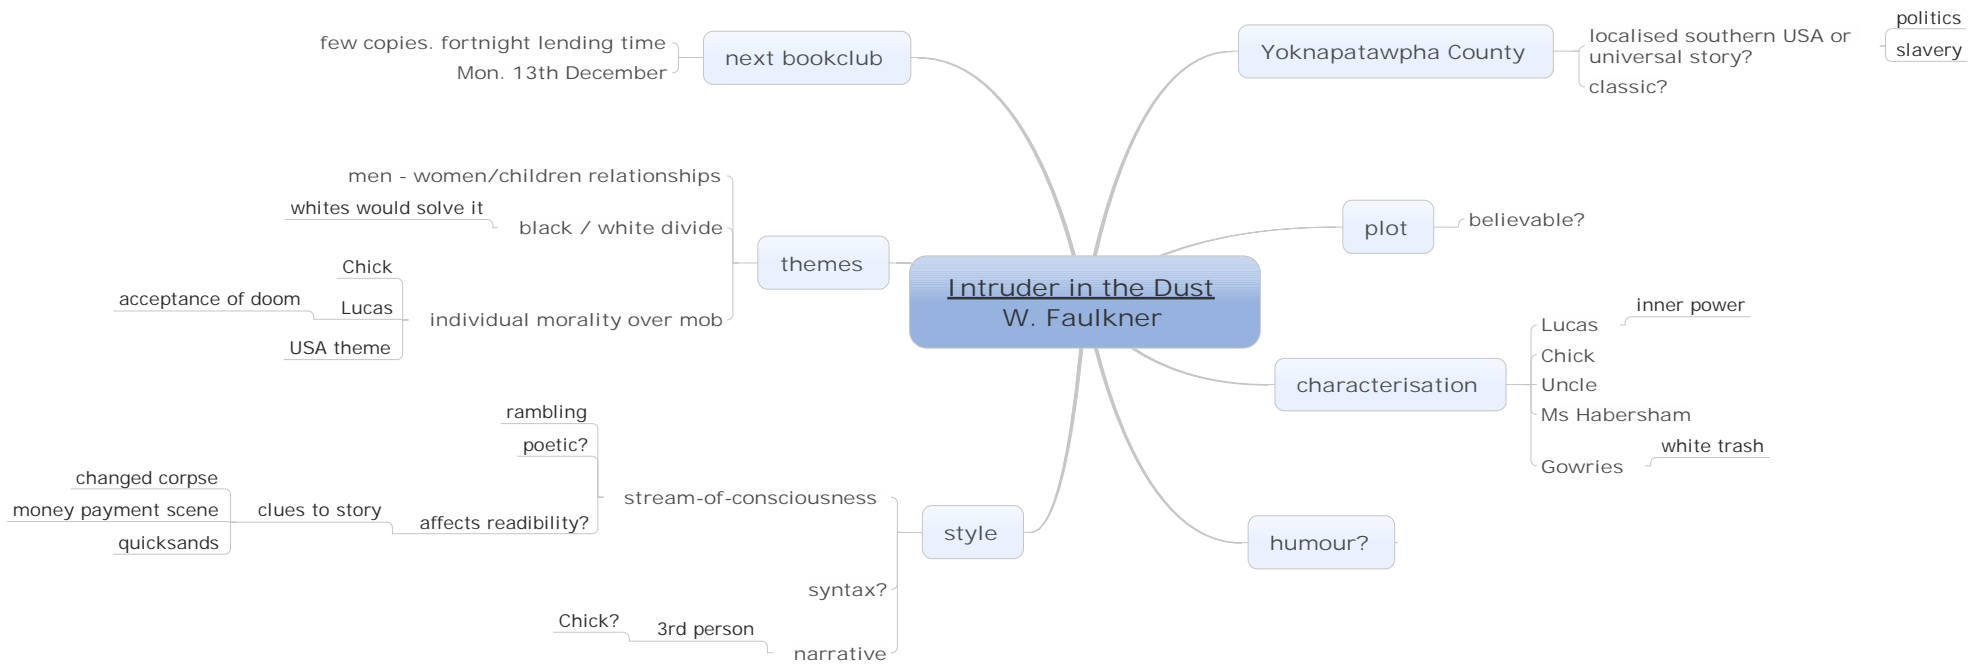 Intruder in the Dust
W. Faulkner
next bookclub
few copies. fortnight lending time
Mon. 13th December
themes
men - women/children relationships
black / white divide
whites would solve it
individual morality over mob
Chick
Lucas
acceptance of doom
USA theme
style
stream-of-consciousness
rambling
poetic?
affects readibility?
clues to story
changed corpse
money payment scene
quicksands
syntax?
narrative
3rd person
Chick?
Yoknapatawpha County
localised southern USA or
universal story?
politics
slavery
classic?
plot
believable?
characterisation
Lucas
inner power
Chick
Uncle
Ms Habersham
Gowries
white trash
humour?